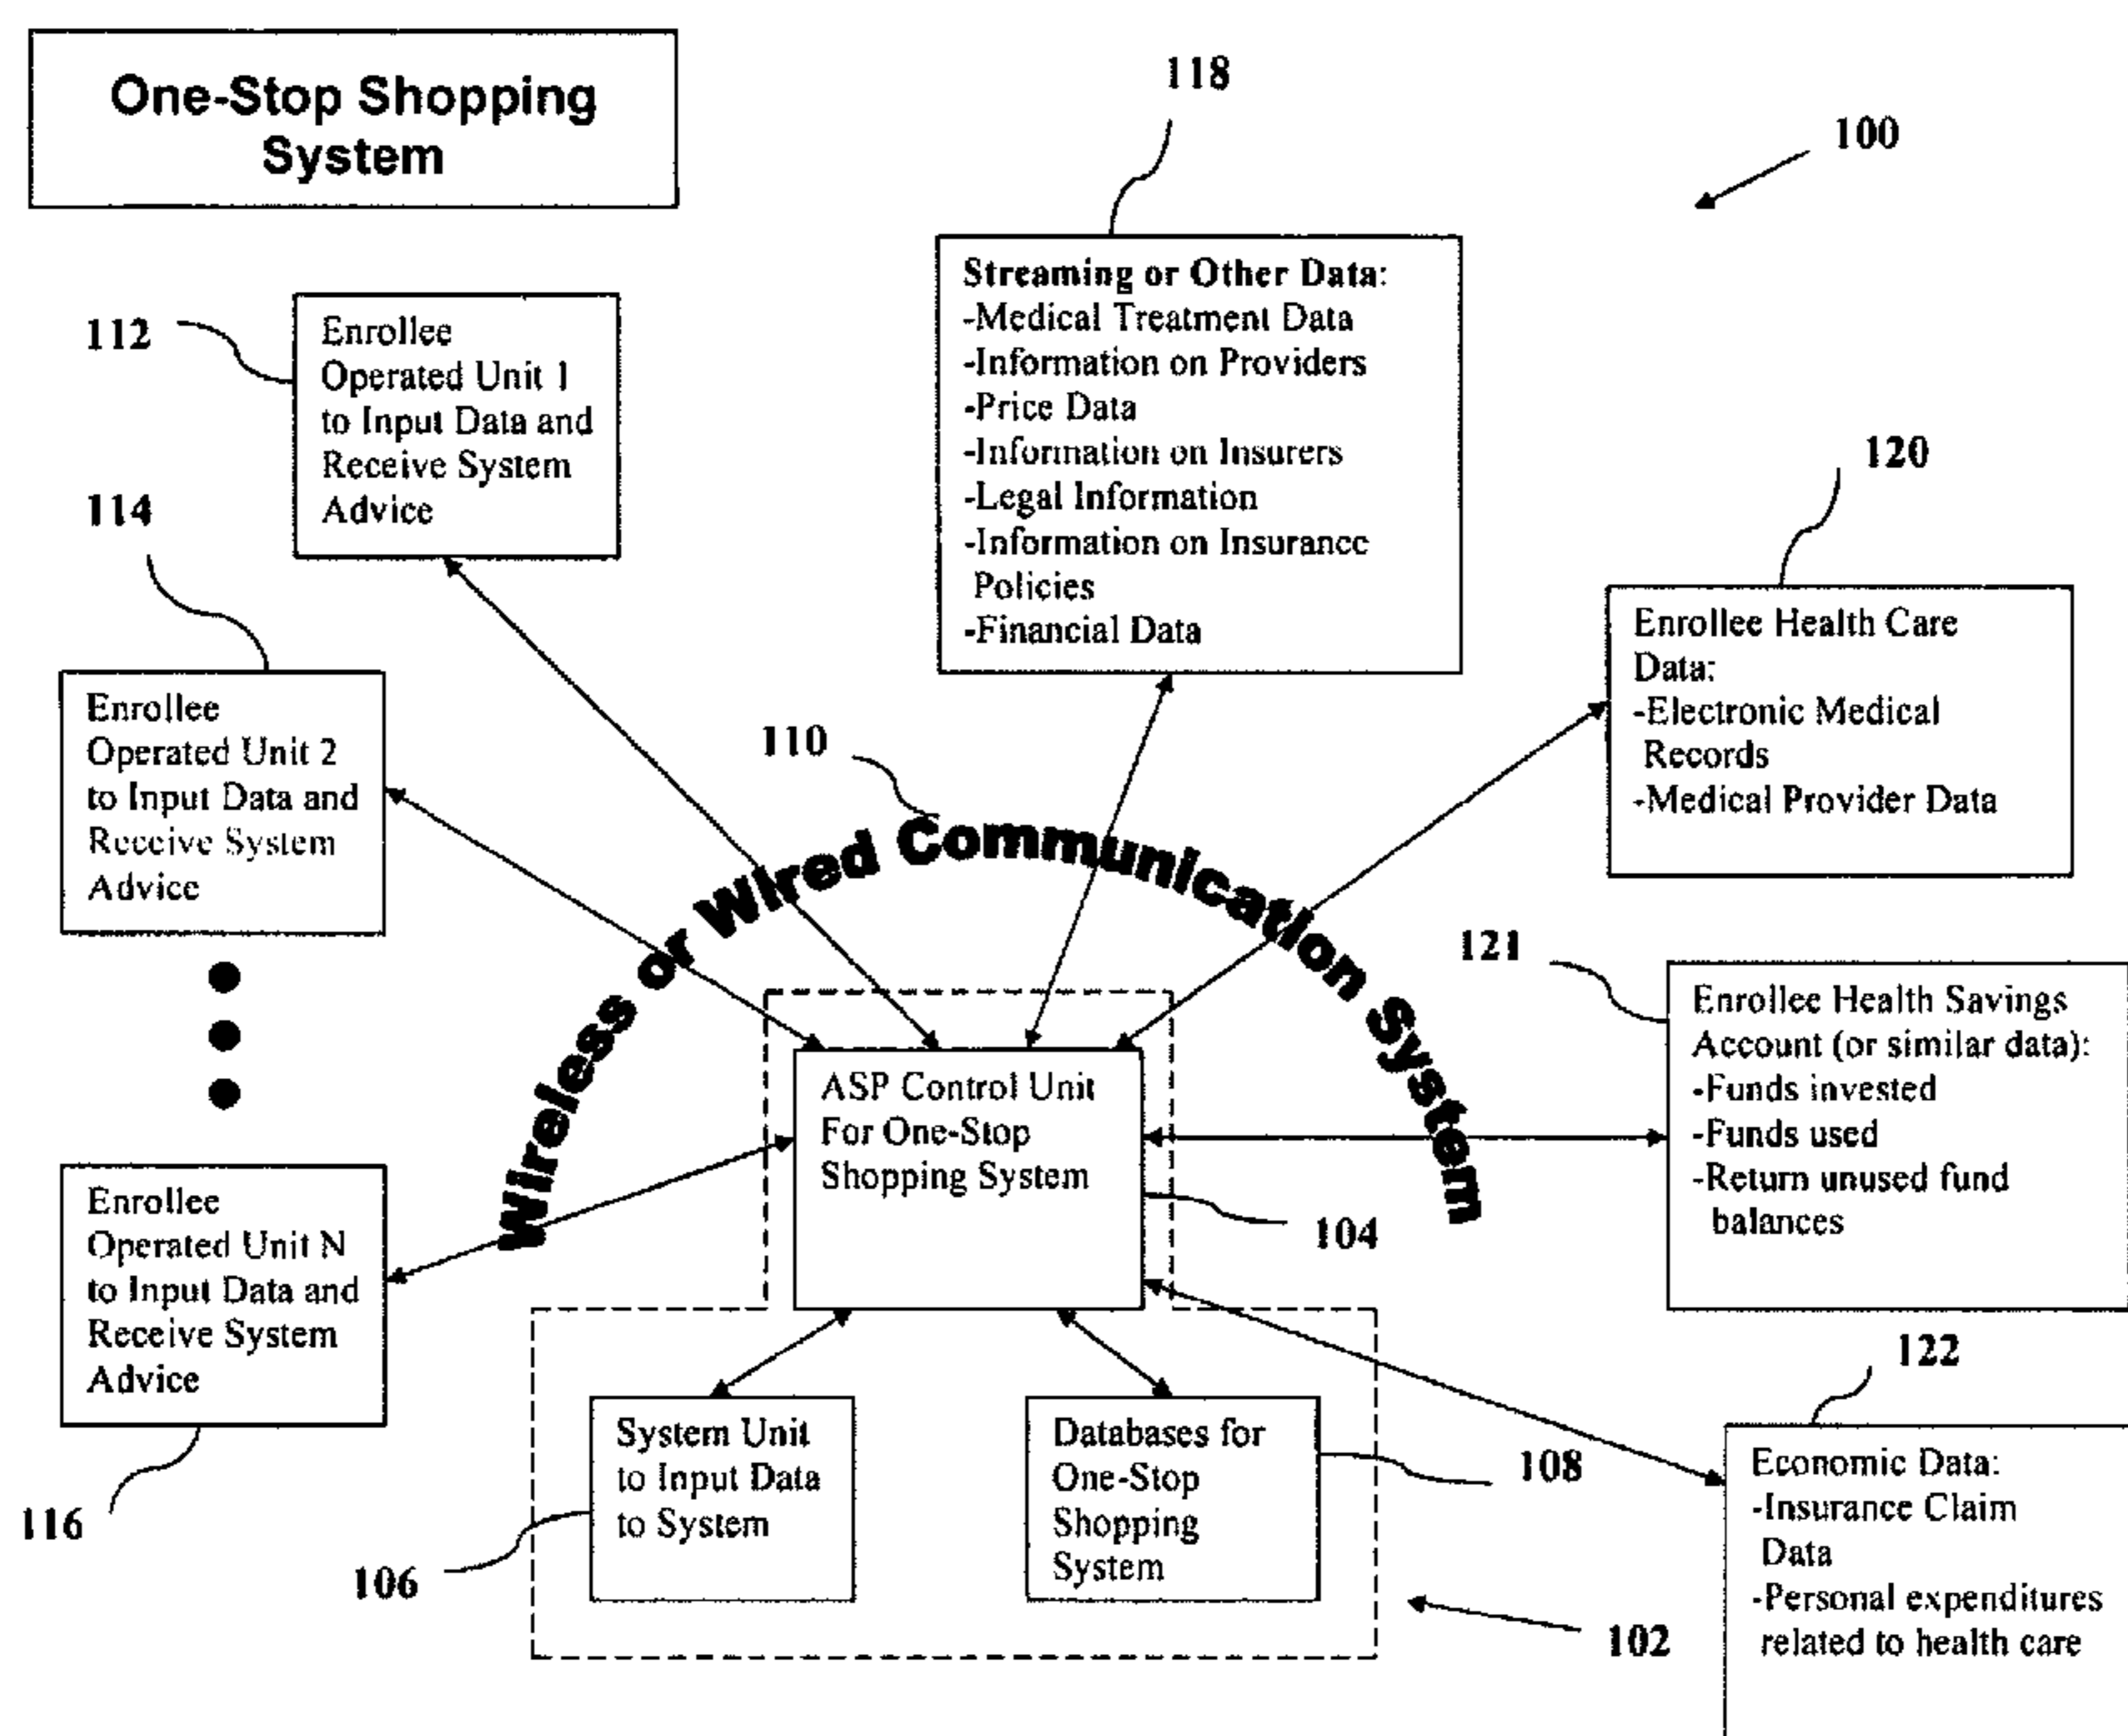 One-Stop Shopping
System
118
100
112
Enrollee
Operated Unit 1
to Input Data and
Receive System
Advice
Streaming or Other Data:
-Medical Treatment Data
-Information on Providers
-Price Data
-Information on Insurers
-Legal Information
-Information on Insurance
Policies
-Financial Data
120
Enrollee Health Care
Data:
-Electronic Medical
Records
-Medical Provider Data
114
Enrollee
Operated Unit 2
to Input Data and
Receive System
Advice
110
Wireless or Wired Communication System
121
Enrollee Health Savings
Account (or similar data):
-Funds invested
-Funds used
-Return unused fund
balances
ASP Control Unit
For One-Stop
Shopping System
104
Enrollee
Operated Unit N
to Input Data and
Receive System
Advice
116
System Unit
to Input Data
to System
106
Databases for
One-Stop
Shopping
System
108
102
122
Economic Data:
-Insurance Claim
Data
-Personal expenditures
related to health care